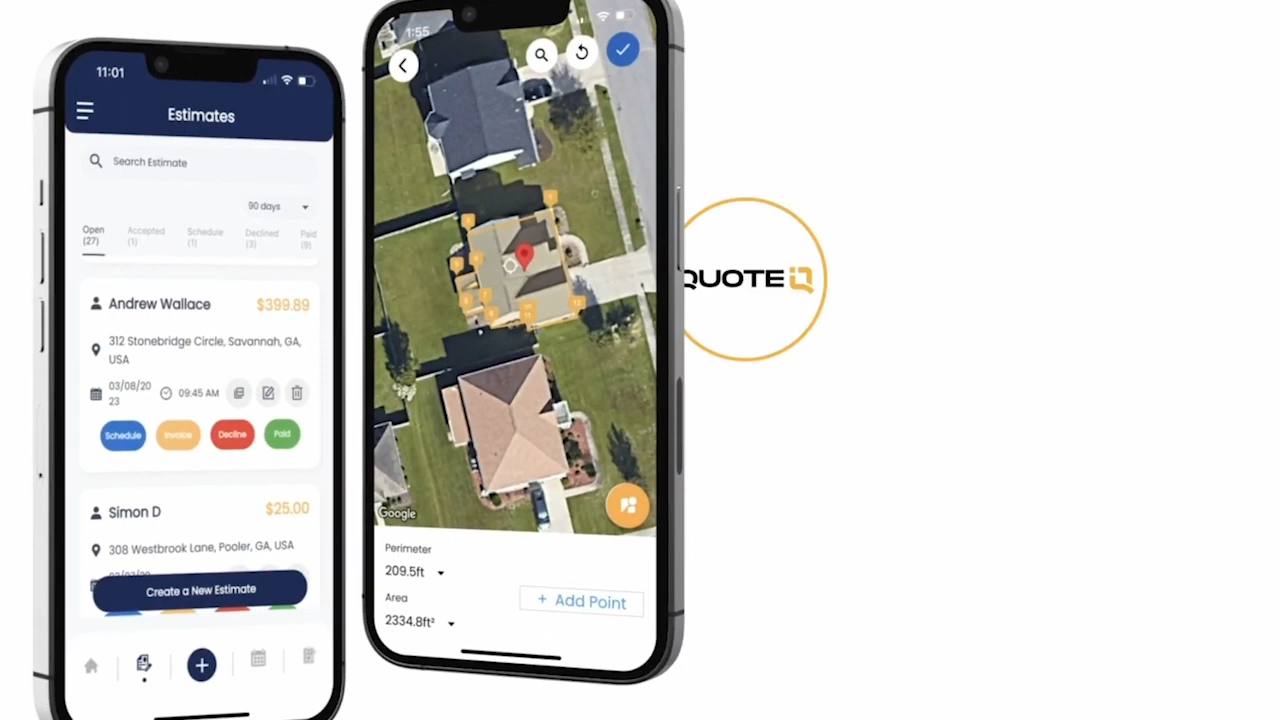 11:01
Estimates
Search Estimate
90 days
Open
(27)
Accepted
(1)
Schedule
(1)
Declined
(3)
Paid
(9)
Andrew Wallace
$399.89
312 Stonebridge Circle, Savannah, GA,
USA
03/08/20
23
09:45 AM
Schedule
Invoice
Decline
Paid
Simon D
$25.00
308 Westbrook Lane, Pooler, GA, USA
Create a New Estimate
1:55
Google
Perimeter
209.5ft
Area
2334.8ft²
+ Add Point
QUOTE IQ